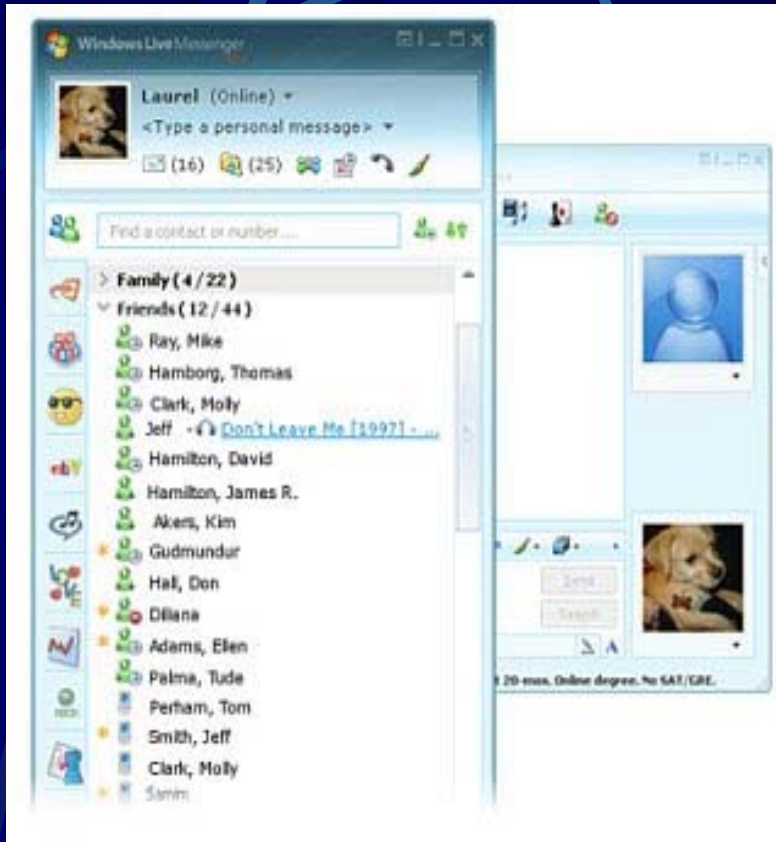 Windows Live Messenger
Laurel (Online)
<Type a personal message>
(16) (25)
Find a contact or number....
Family ( 4 / 22 )
Friends ( 12 / 44 )
Ray, Mike
Hamborg, Thomas
Clark, Molly
Jeff - Don't Leave Me [1997] - ...
Hamilton, David
Hamilton, James R.
Akers, Kim
Gudmundur
Hall, Don
Diliana
Adams, Ellen
Palma, Tude
Perham, Tom
Smith, Jeff
Clark, Molly
Samm
Send
Search
A
20-mos. Online degree. No SAT/GRE.